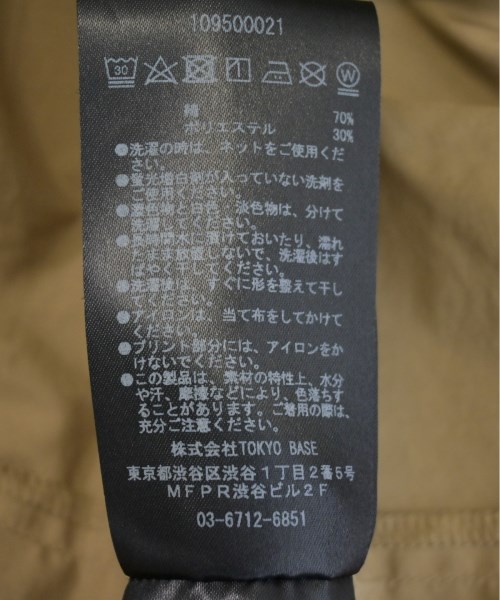 109500021
30 W
綿 70%
ポリエステル 30%
●洗濯の時は、ネットをご使用くだ
さい。
●蛍光増白剤が入っていない洗剤を
ご使用ください。
●濃色物と白色・淡色物は、分けて
洗濯してください。
●長時間水に漬けておいたり、濡れ
たまま放置しないで、洗濯後はす
ばやく干してください。
●洗濯後は、すぐに形を整えて干し
てください。
●アイロンは、当て布をしてかけて
ください。
●プリント部分には、アイロンをか
けないでください。
●この製品は、素材の特性上、水分
や汗、摩擦などにより、色落ちす
ることがあります。ご着用の際は、
充分ご注意ください。
株式会社TOKYO BASE
東京都渋谷区渋谷1丁目2番5号
MFPR渋谷ビル2F
03-6712-6851